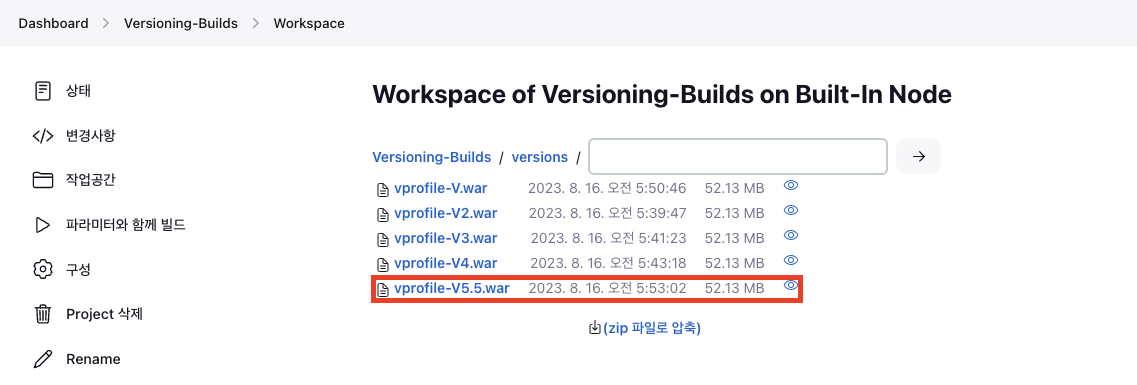 Dashboard > Versioning-Builds > Workspace
상태
변경사항
작업공간
파라미터와 함께 빌드
구성
Project 삭제
Rename
Workspace of Versioning-Builds on Built-In Node
Versioning-Builds / versions /
vprofile-V.war 2023. 8. 16. 오전 5:50:46 52.13 MB
vprofile-V2.war 2023. 8. 16. 오전 5:39:47 52.13 MB
vprofile-V3.war 2023. 8. 16. 오전 5:41:23 52.13 MB
vprofile-V4.war 2023. 8. 16. 오전 5:43:18 52.13 MB
vprofile-V5.5.war 2023. 8. 16. 오전 5:53:02 52.13 MB
(zip 파일로 압축)